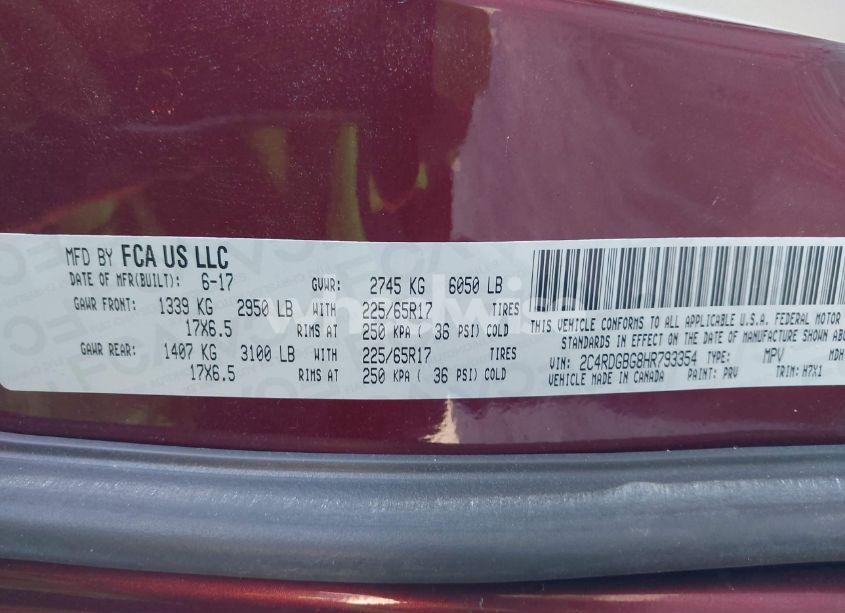 MFD BY FCA US LLC
DATE OF MFR(BUILT): 6-17 GVWR: 2745 KG 6050 LB
GAWR FRONT: 1339 KG 2950 LB WITH 225/65R17 TIRES
17X6.5 RIMS AT 250 KPA ( 36 PSI) COLD
GAWR REAR: 1407 KG 3100 LB WITH 225/65R17 TIRES
17X6.5 RIMS AT 250 KPA ( 36 PSI) COLD
THIS VEHICLE CONFORMS TO ALL APPLICABLE U.S.A. FEDERAL MOTOR
STANDARDS IN EFFECT ON THE DATE OF MANUFACTURE SHOWN ABO
VIN: 2C4RDGBG8HR793354 TYPE: MPV MDH
VEHICLE MADE IN CANADA PAINT: PRV TRIM: H7X1